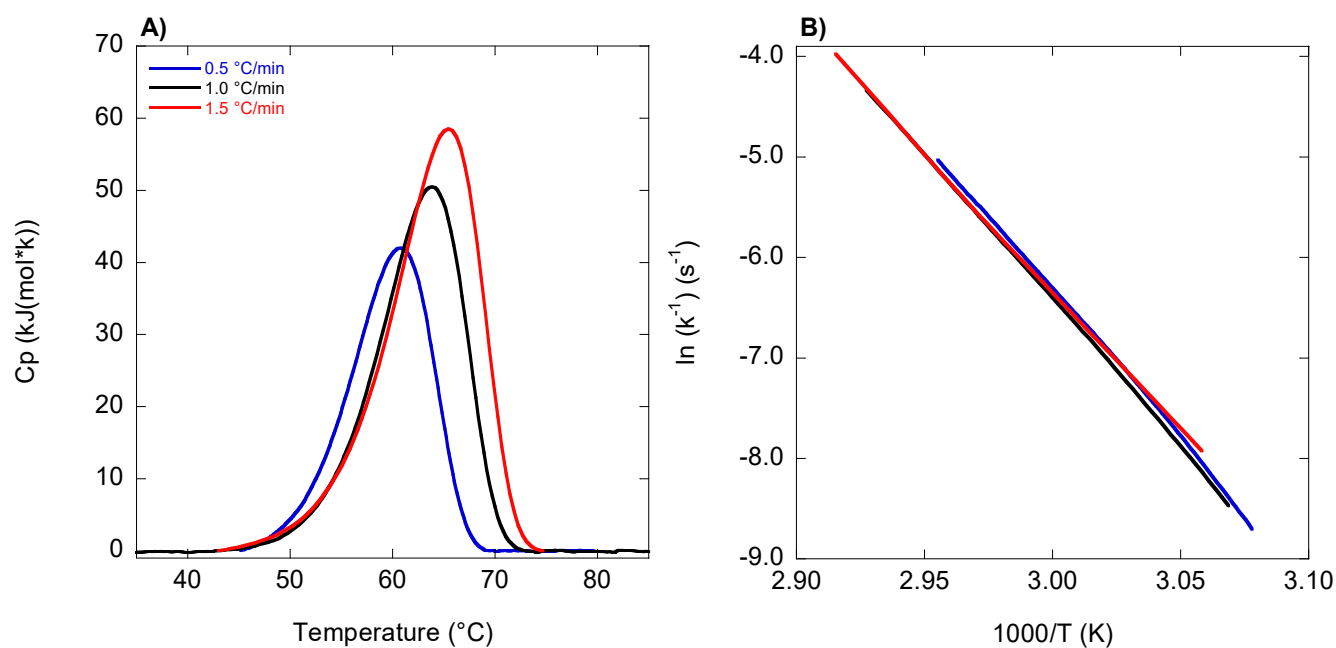 A)
70
60
50
40
30
20
10
0
0.5 °C/min
1.0 °C/min
1.5 °C/min
Cp (kJ(mol*k))
40 50 60 70 80
Temperature (°C)
B)
-4.0
-5.0
-6.0
-7.0
-8.0
-9.0
ln (k⁻¹) (s⁻¹)
2.90 2.95 3.00 3.05 3.10
1000/T (K)